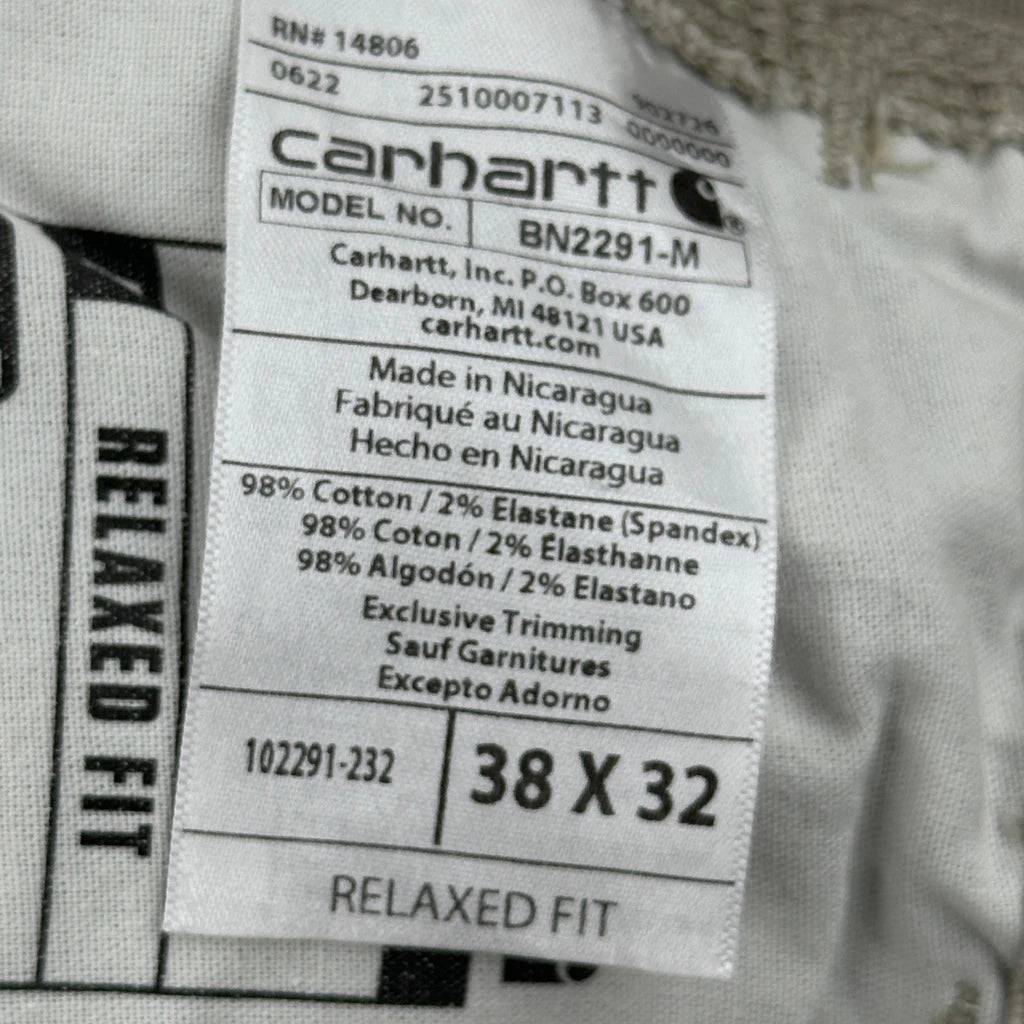 RN# 14806
0622 2510007113
0000000
carhartt ®
MODEL NO. BN2291-M
Carhartt, Inc. P.O. Box 600
Dearborn, MI 48121 USA
carhartt.com
Made in Nicaragua
Fabriqué au Nicaragua
Hecho en Nicaragua
98% Cotton / 2% Elastane (Spandex)
98% Coton / 2% Élasthanne
98% Algodón / 2% Elastano
Exclusive Trimming
Sauf Garnitures
Excepto Adorno
102291-232 38 X 32
RELAXED FIT
RELAXED FIT